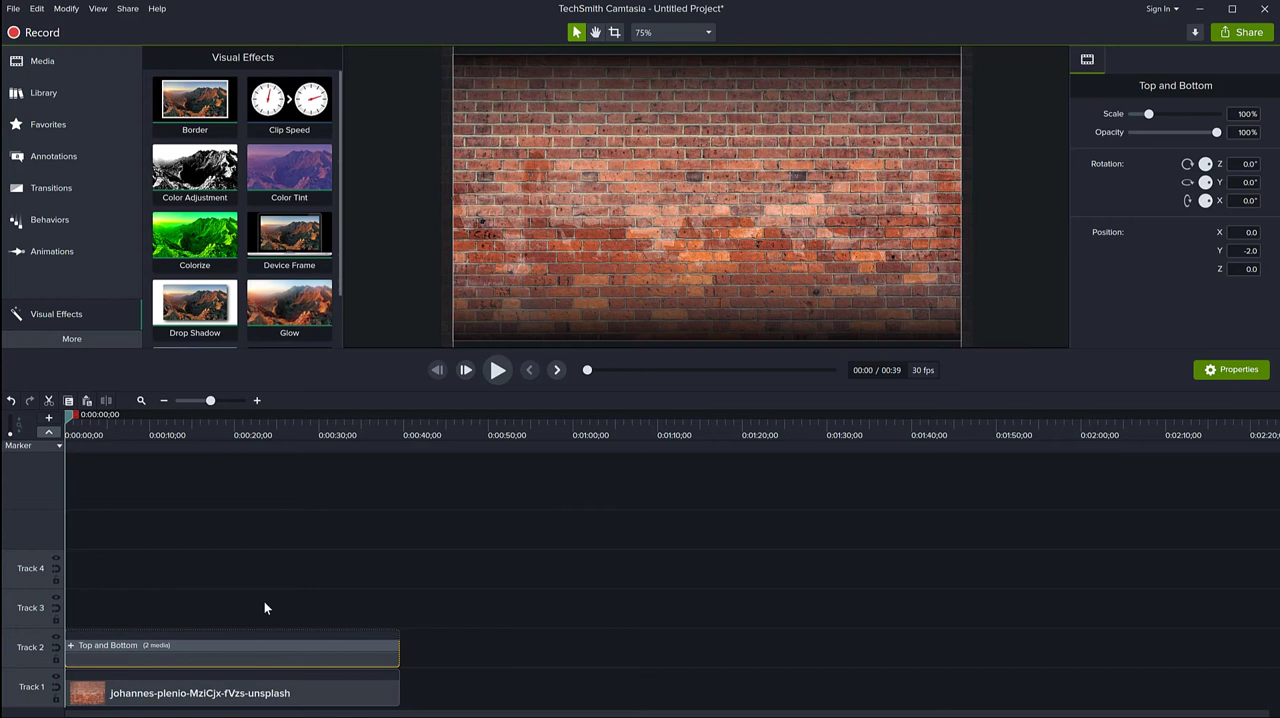 File Edit Modify View Share Help TechSmith Camtasia - Untitled Project* Sign In
Record 75% Share
Media
Library
Favorites
Annotations
Transitions
Behaviors
Animations
Visual Effects
More
Visual Effects
Border Clip Speed
Color Adjustment Color Tint
Colorize Device Frame
Drop Shadow Glow
Top and Bottom
Scale 100%
Opacity 100%
Rotation: Z 0.0°
Y 0.0°
X 0.0°
Position: X 0.0
Y -2.0
Z 0.0
00:00 / 00:39 30 fps Properties
0:00:00;00
0:00:00;00 0:00:10;00 0:00:20;00 0:00:30;00 0:00:40;00 0:00:50;00 0:01:00;00 0:01:10;00 0:01:20;00 0:01:30;00 0:01:40;00 0:01:50;00 0:02:00;00 0:02:10;00 0:02:20;
Marker
Track 4
Track 3
Track 2 + Top and Bottom (2 media)
Track 1 johannes-plenio-MziCjx-fVzs-unsplash